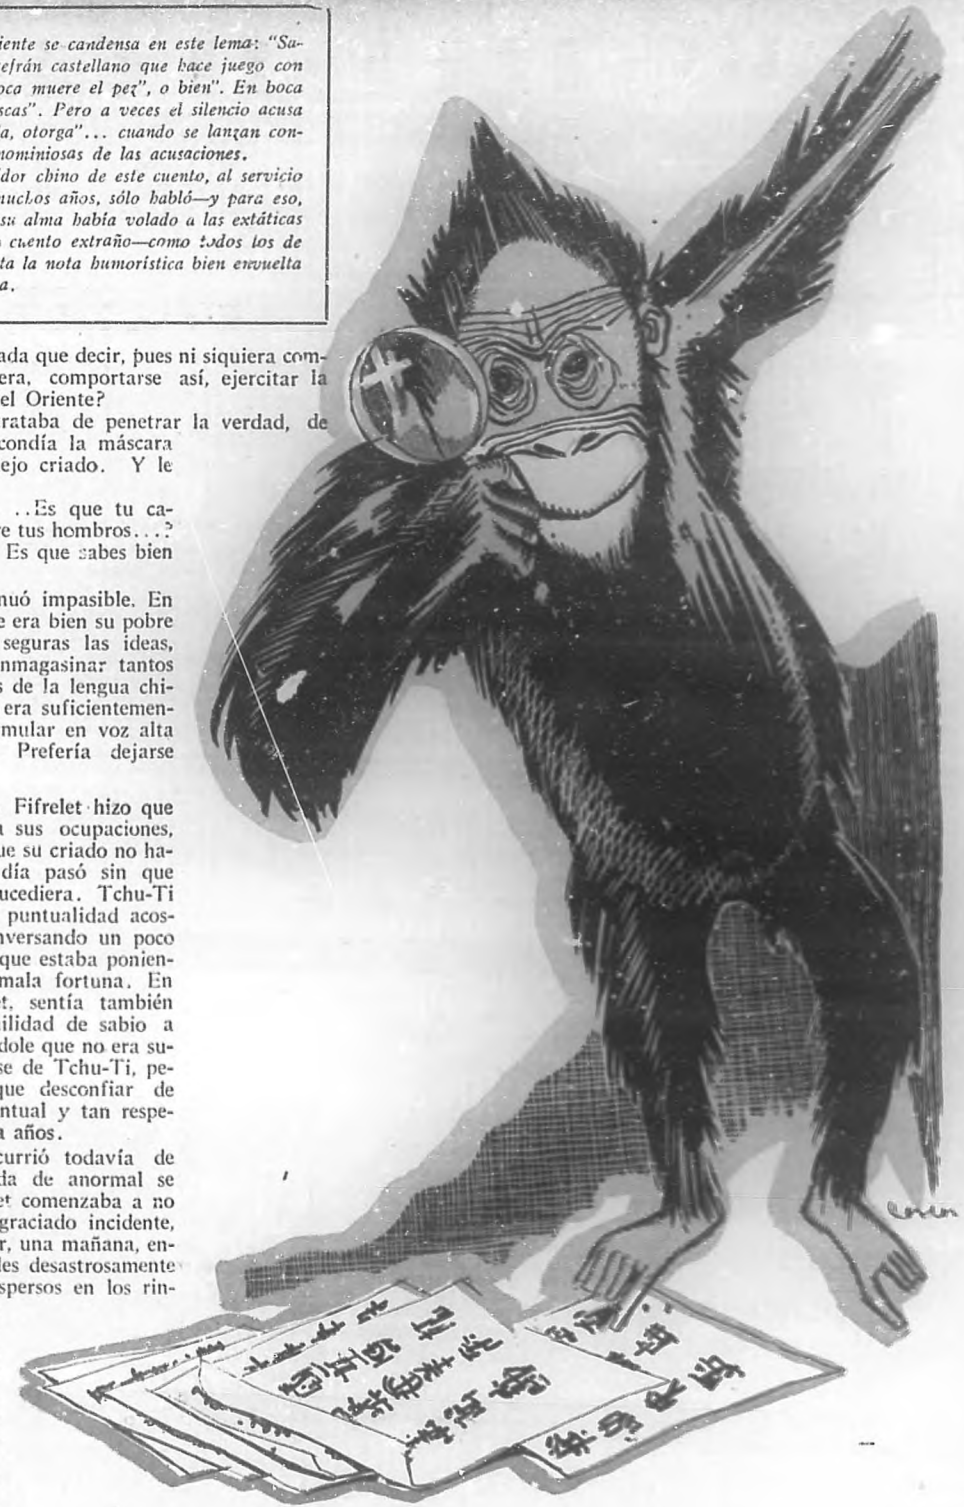 iente se candensa en este lema: "Sa-
efrán castellano que hace juego con
oca muere el pez", o bien". En boca
scas". Pero a veces el silencio acusa
la, otorga"... cuando se lanzan con-
nominiosas de las acusaciones.
dor chino de este cuento, al servicio
muchos años, sólo habló—y para eso,
su alma había volado a las extáticas
cuento extraño—como todos los de
ta la nota humorística bien envuelta
a.
ada que decir, pues ni siquiera com-
era, comportarse así, ejercitar la
el Oriente?
rataba de penetrar la verdad, de
condía la máscara
ejo criado. Y le
..Es que tu ca-
e tus hombros...?
Es que sabes bien
nuó impasible. En
e era bien su pobre
seguras las ideas,
nmagasinar tantos
s de la lengua chi-
era suficientemen-
mular en voz alta
Prefería dejarse
Fifrelet hizo que
a sus ocupaciones,
ue su criado no ha-
día pasó sin que
ucediera. Tchu-Ti
puntualidad acos-
nversando un poco
que estaba ponien-
mala fortuna. En
et, sentía también
ilidad de sabio a
dole que no era su-
se de Tchu-Ti, pe-
que desconfiar de
ntual y tan respe-
a años.
currió todavía de
da de anormal se
et comenzaba a no
graciado incidente,
r, una mañana, en-
les desastrosamente
spersos en los rin-